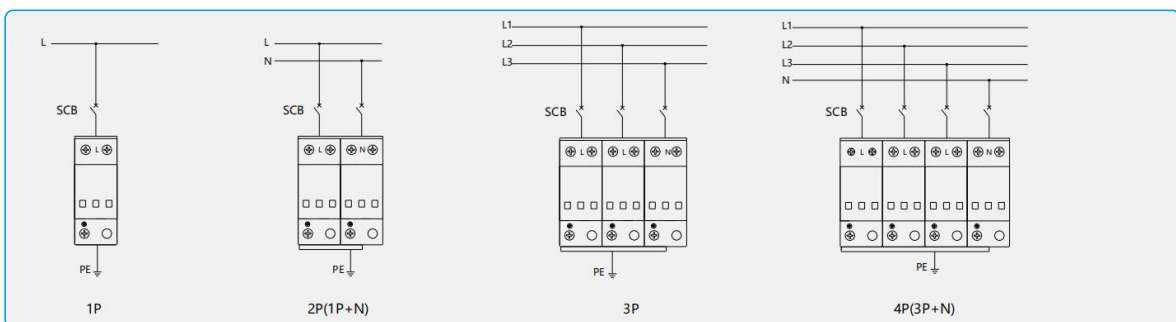 L
SCB
L
PE
1P
L
N
SCB
L N
PE
2P(1P+N)
L1
L2
L3
SCB
L L N
PE
3P
L1
L2
L3
N
SCB
L L L N
PE
4P(3P+N)